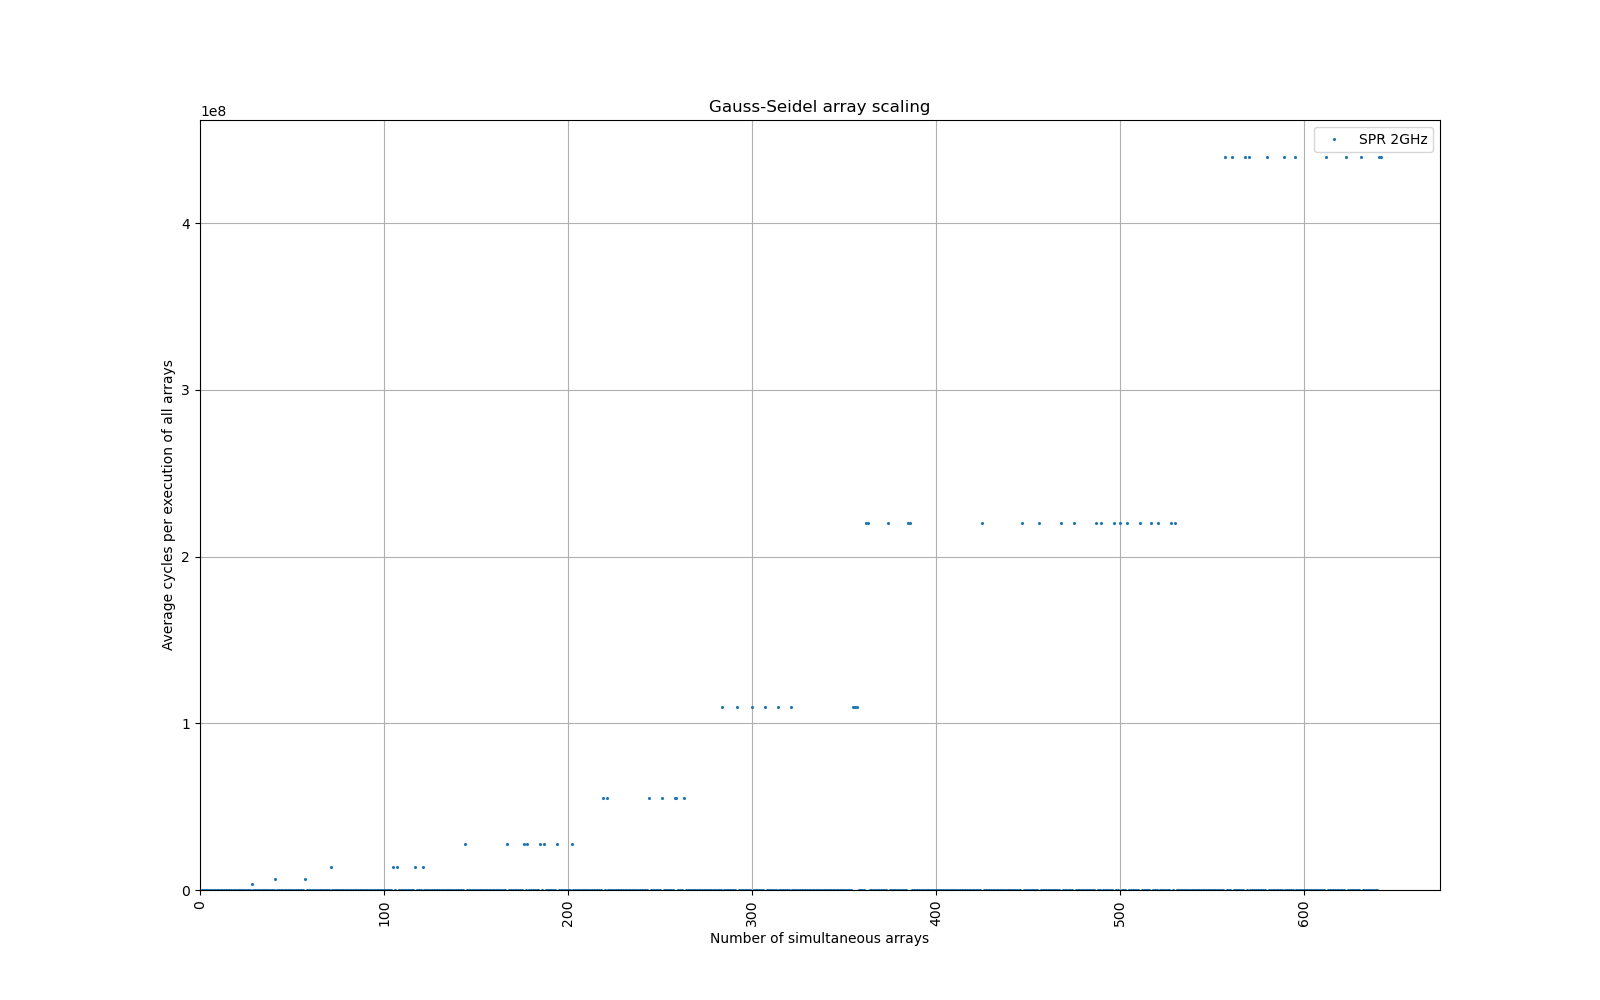 Gauss-Seidel array scaling
1e8
SPR 2GHz
4
3
2
1
0
Average cycles per execution of all arrays
0
100
200
300
400
500
600
Number of simultaneous arrays